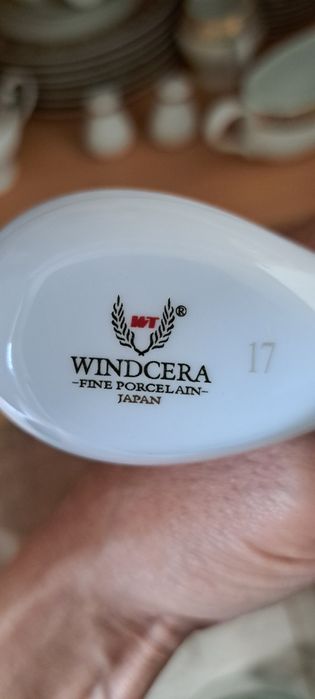 WT®
WINDCERA
-FINE PORCELAIN-
JAPAN
17